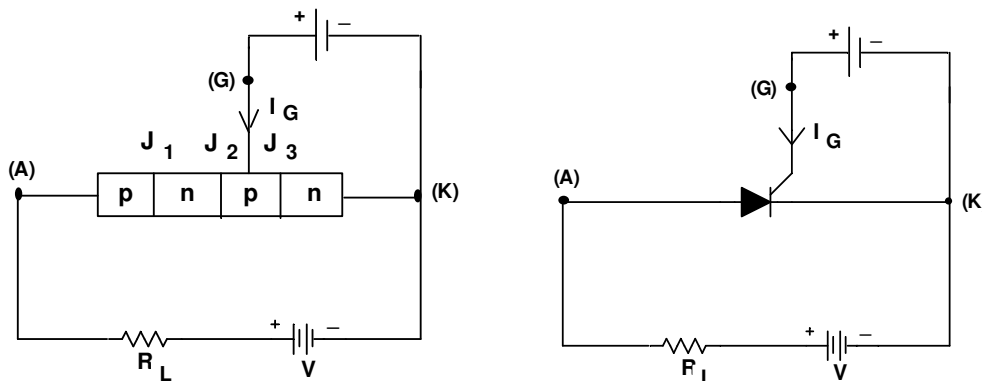 + −
(G)
I G
J 1 J 2 J 3
(A)
p n p n
(K)
+ −
R L
V
+ −
(G)
I G
(A)
(K
+ −
R L
V